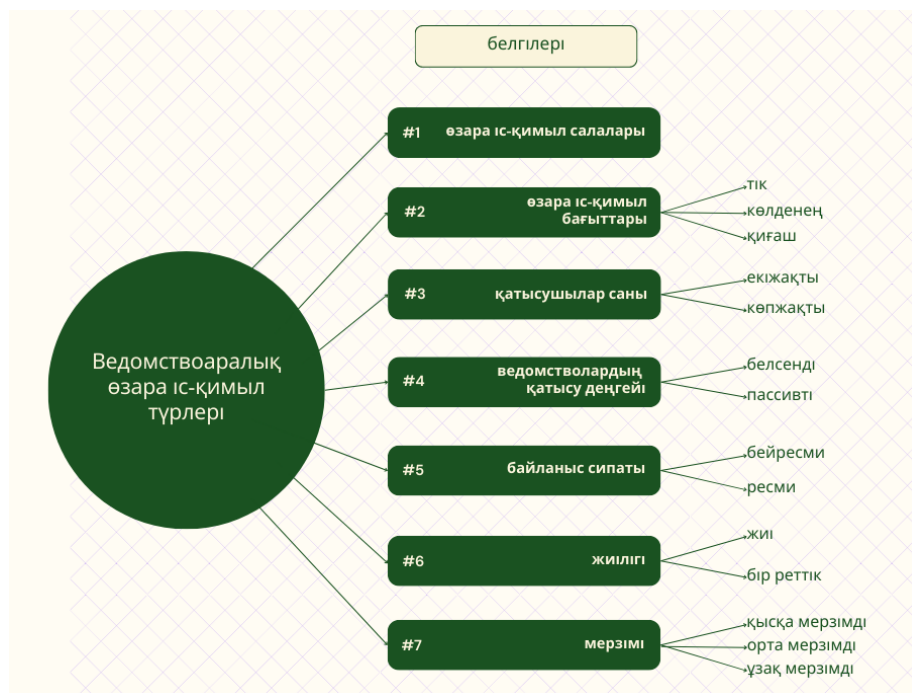 белгілері
#1 өзара іс-қимыл салалары
Ведомствоаралық
өзара іс-қимыл
түрлері
#2 өзара іс-қимыл
бағыттары
тік
көлденең
қиғаш
#3 қатысушылар саны
екіжақты
көпжақты
#4 ведомстволардың
қатысу деңгейі
белсенді
пассивті
#5 байланыс сипаты
бейресми
ресми
#6 жиілігі
жиі
бір реттік
#7 мерзімі
қысқа мерзімді
орта мерзімді
ұзақ мерзімді